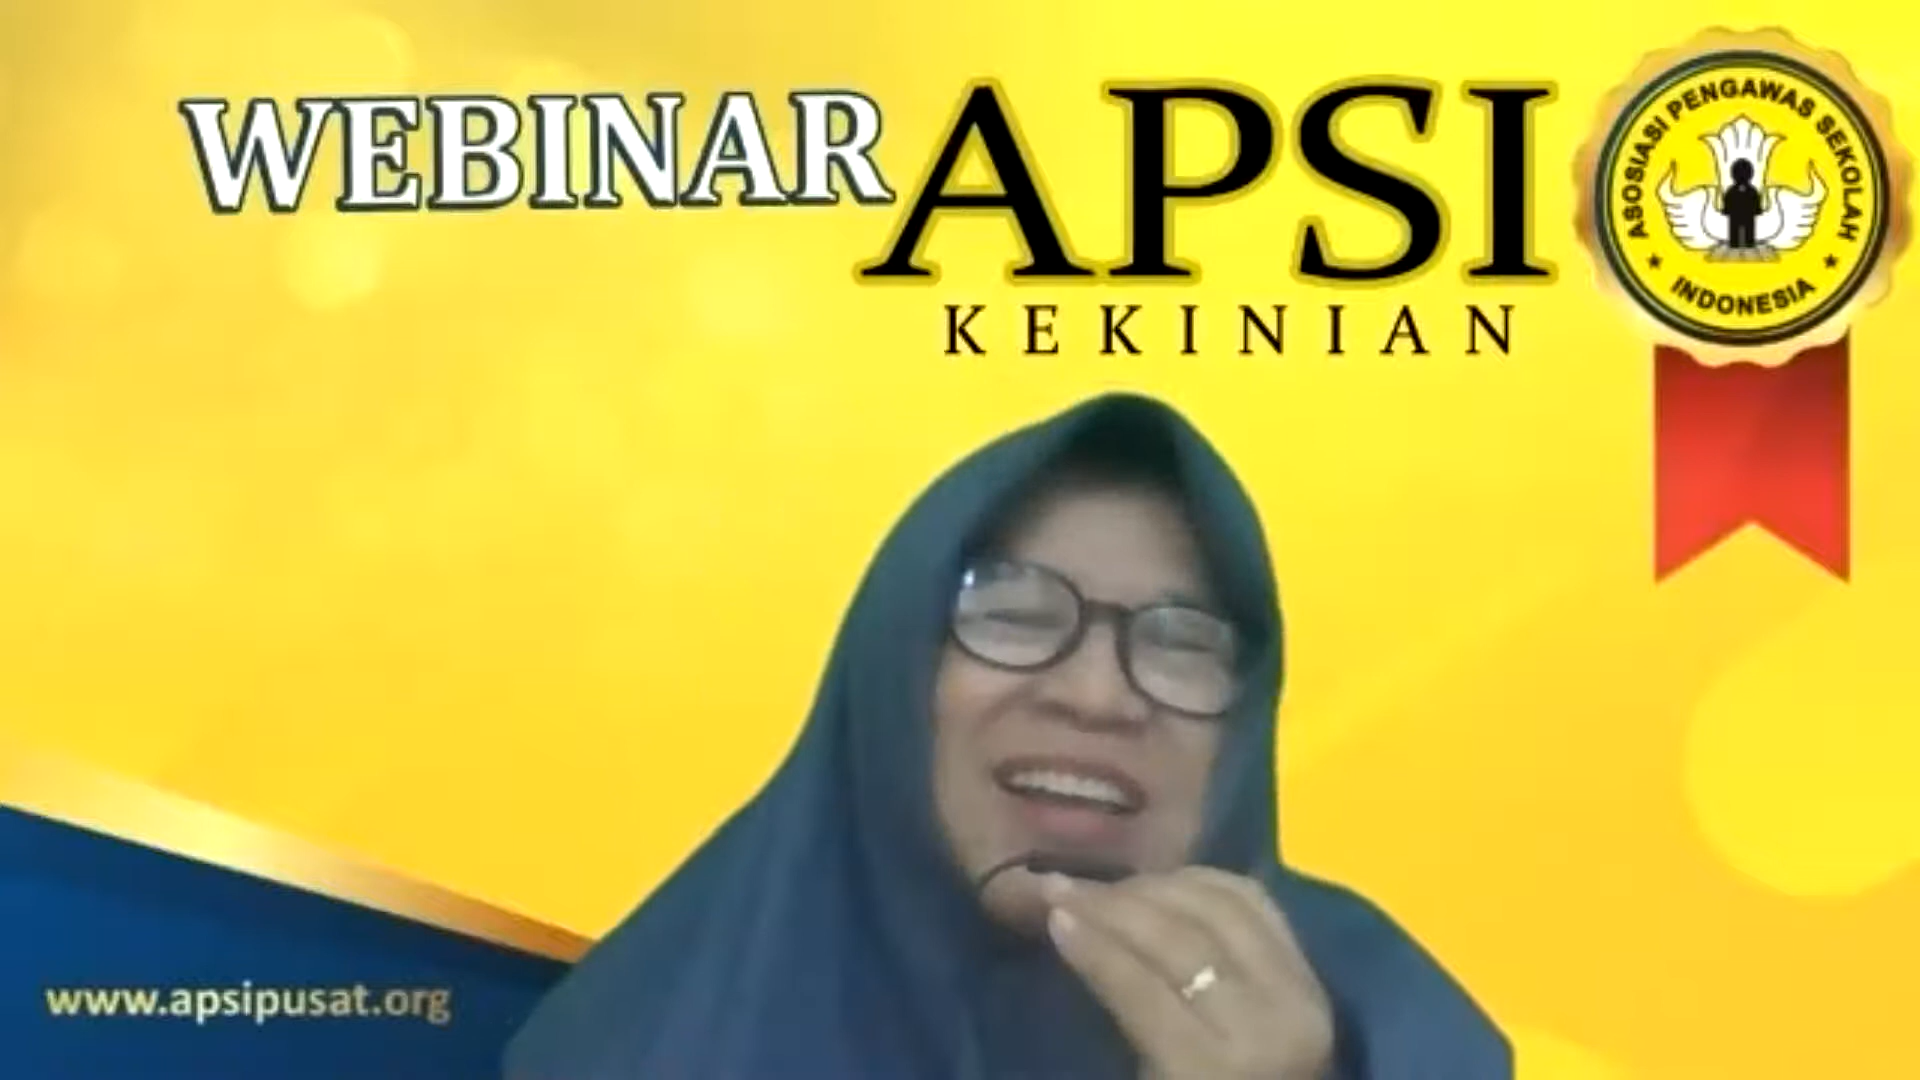 WEBINAR APSI
KEKINIAN
ASOSIASI PENGAWAS SEKOLAH
INDONESIA
www.apsipusat.org